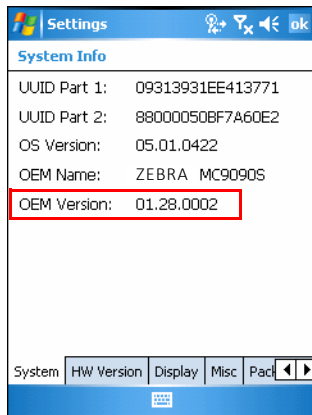 Settings ok
System Info
UUID Part 1: 09313931EE413771
UUID Part 2: 88000050BF7A60E2
OS Version: 05.01.0422
OEM Name: ZEBRA MC9090S
OEM Version: 01.28.0002
System HW Version Display Misc Pack